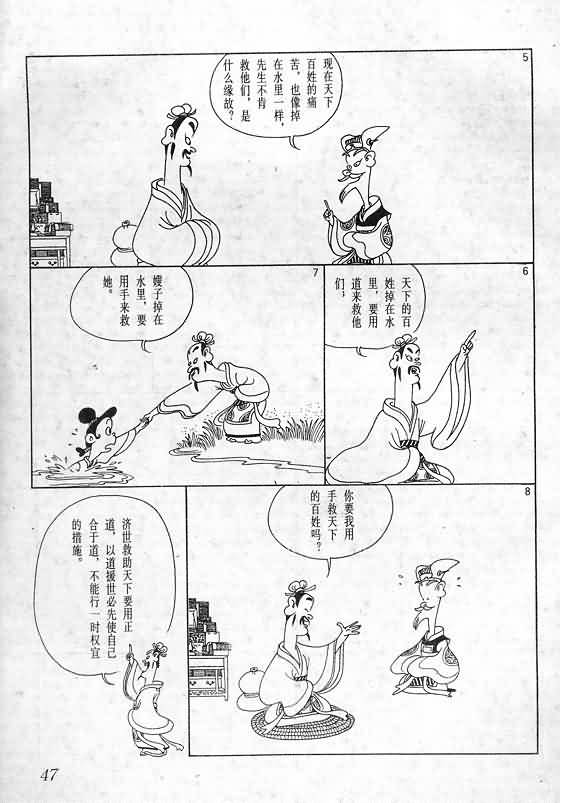 5
现在天下
百姓的痛
苦，也像掉
在水里一样，
先生不肯
救他们，是
什么缘故？
6
天下的百
姓掉在水
里，要用
道来救他
们，
7
嫂子掉在
水里，要
用手来救
她。
8
你要我用
手救天下
的百姓吗？
济世救助天下要用正
道，以道援世必先使自己
合于道，不能行一时权宜
的措施。
47